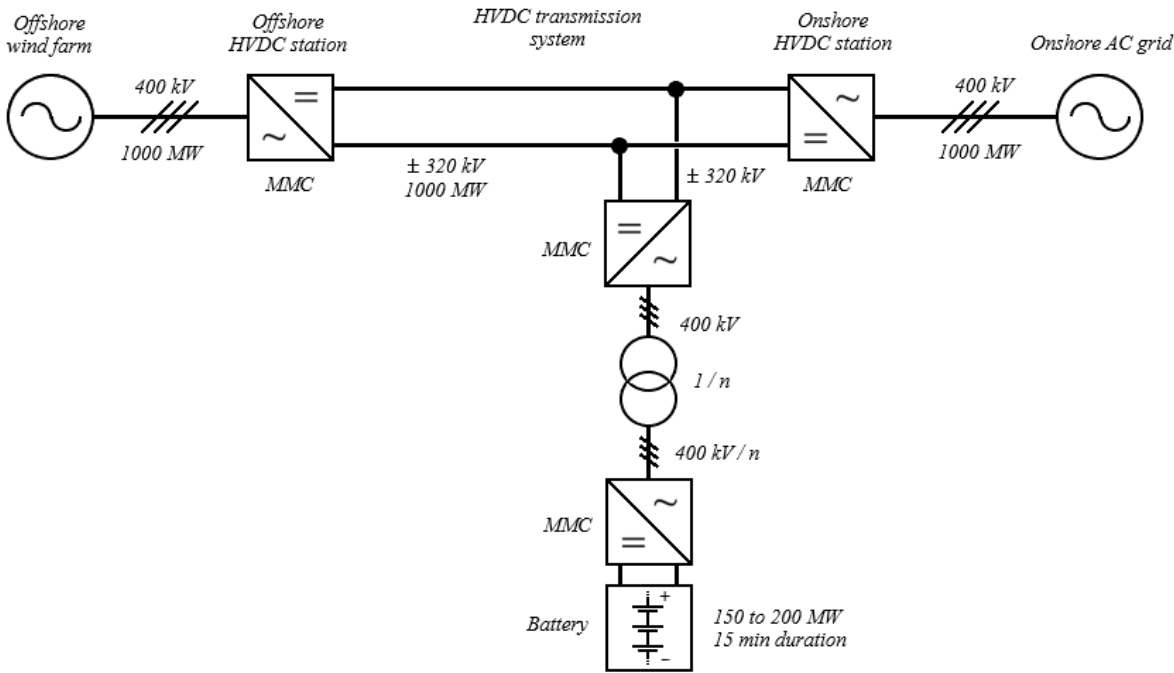 Offshore
wind farm
Offshore
HVDC station
HVDC transmission
system
Onshore
HVDC station
Onshore AC grid
400 kV
1000 MW
=
~
MMC
± 320 kV
1000 MW
± 320 kV
~
=
MMC
400 kV
1000 MW
MMC
=
~
400 kV
1 / n
400 kV / n
MMC
~
=
Battery
+
−
150 to 200 MW
15 min duration